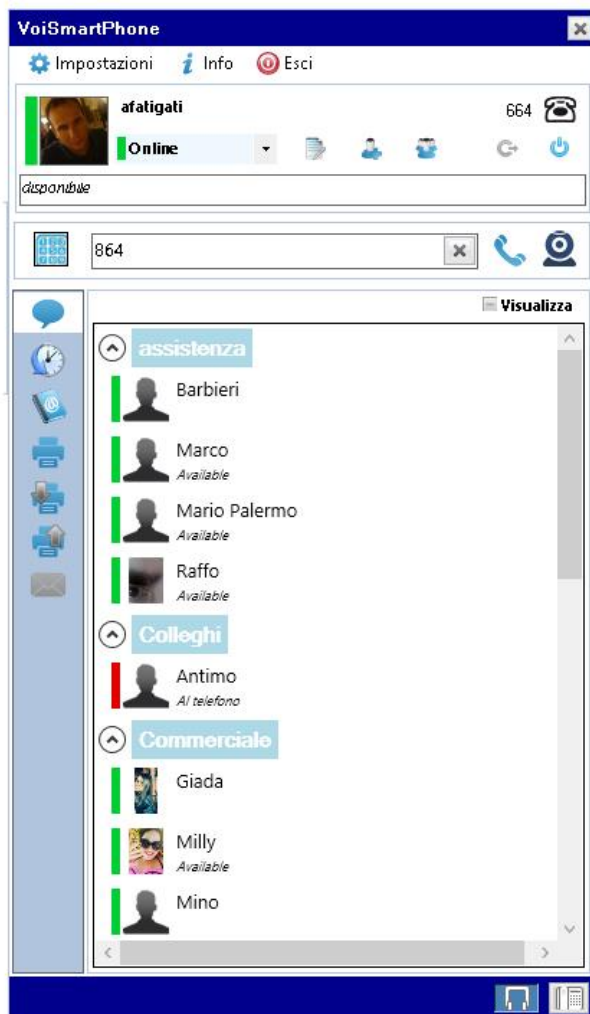 VoiSmartPhone
Impostazioni Info Esci
afatigati 664
Online
disponibile
864
Visualizza
assistenza
Barbieri
Marco
Available
Mario Palermo
Available
Raffo
Available
Colleghi
Antimo
Al telefono
Commerciale
Giada
Milly
Available
Mino